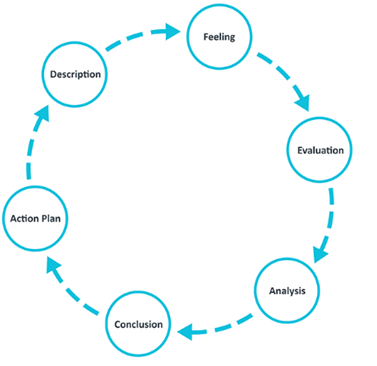 Feeling
Description
Evaluation
Action Plan
Analysis
Conclusion